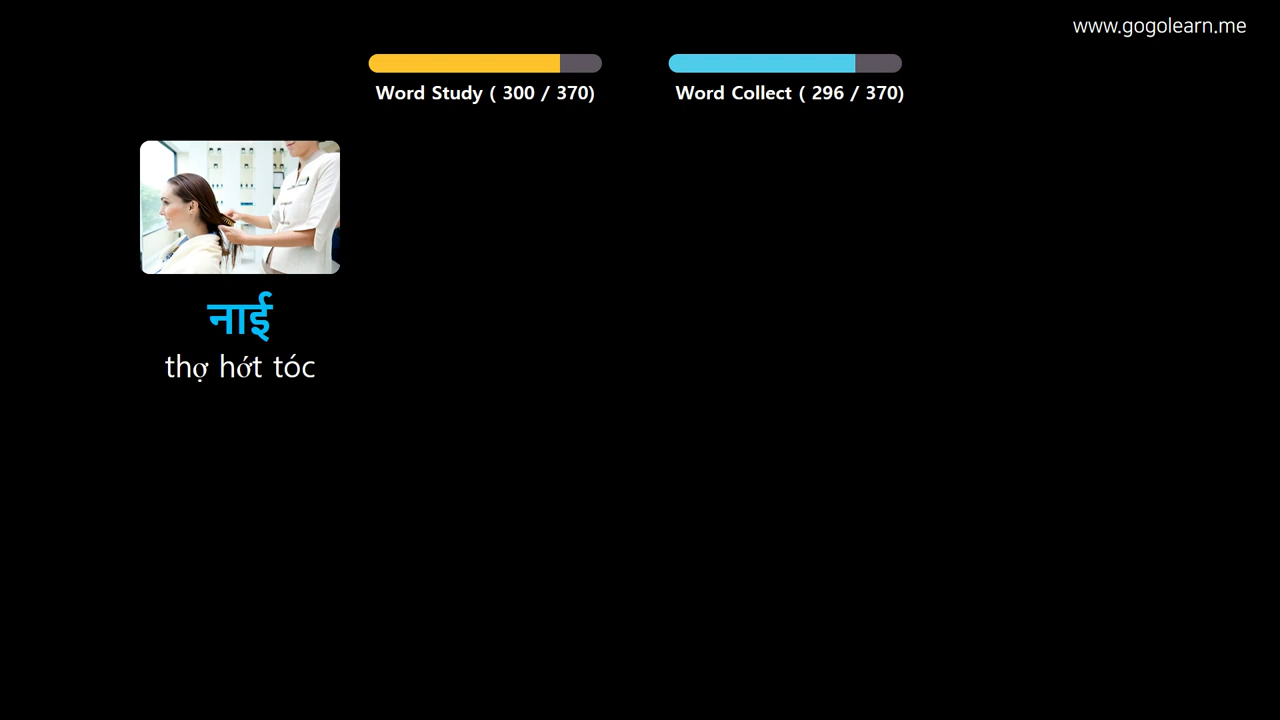 www.gogolearn.me
Word Study ( 300 / 370)
Word Collect ( 296 / 370)
नाई
thợ hớt tóc